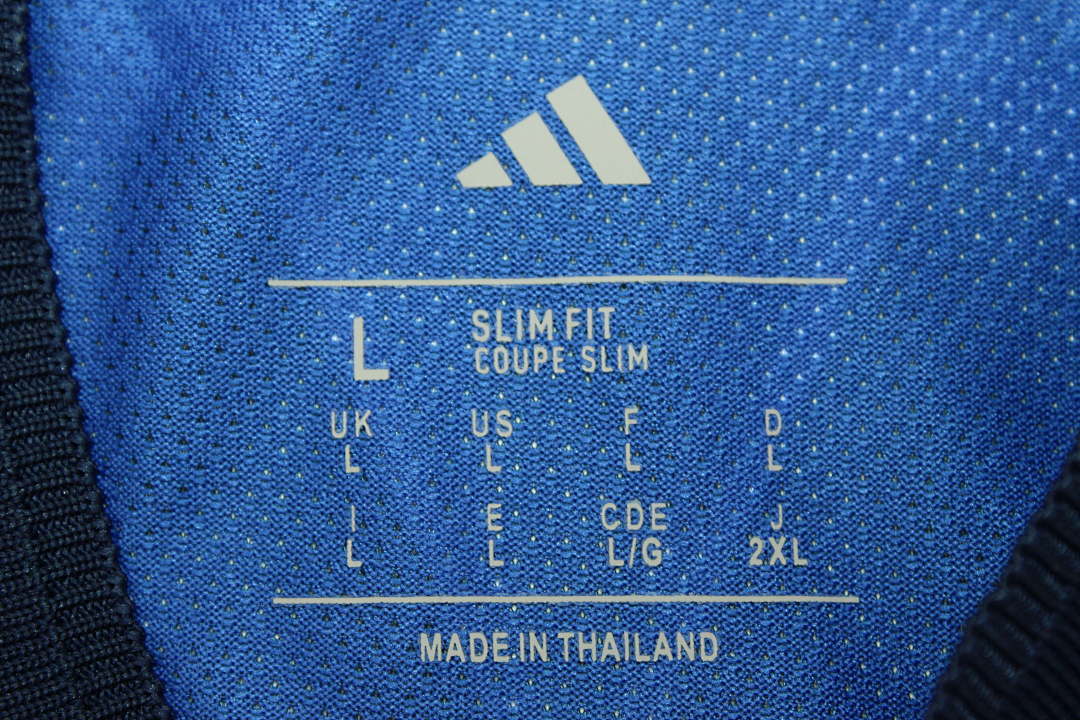 L SLIM FIT
COUPE SLIM
UK US F D
L L L L
I E CDE J
L L L/G 2XL
MADE IN THAILAND